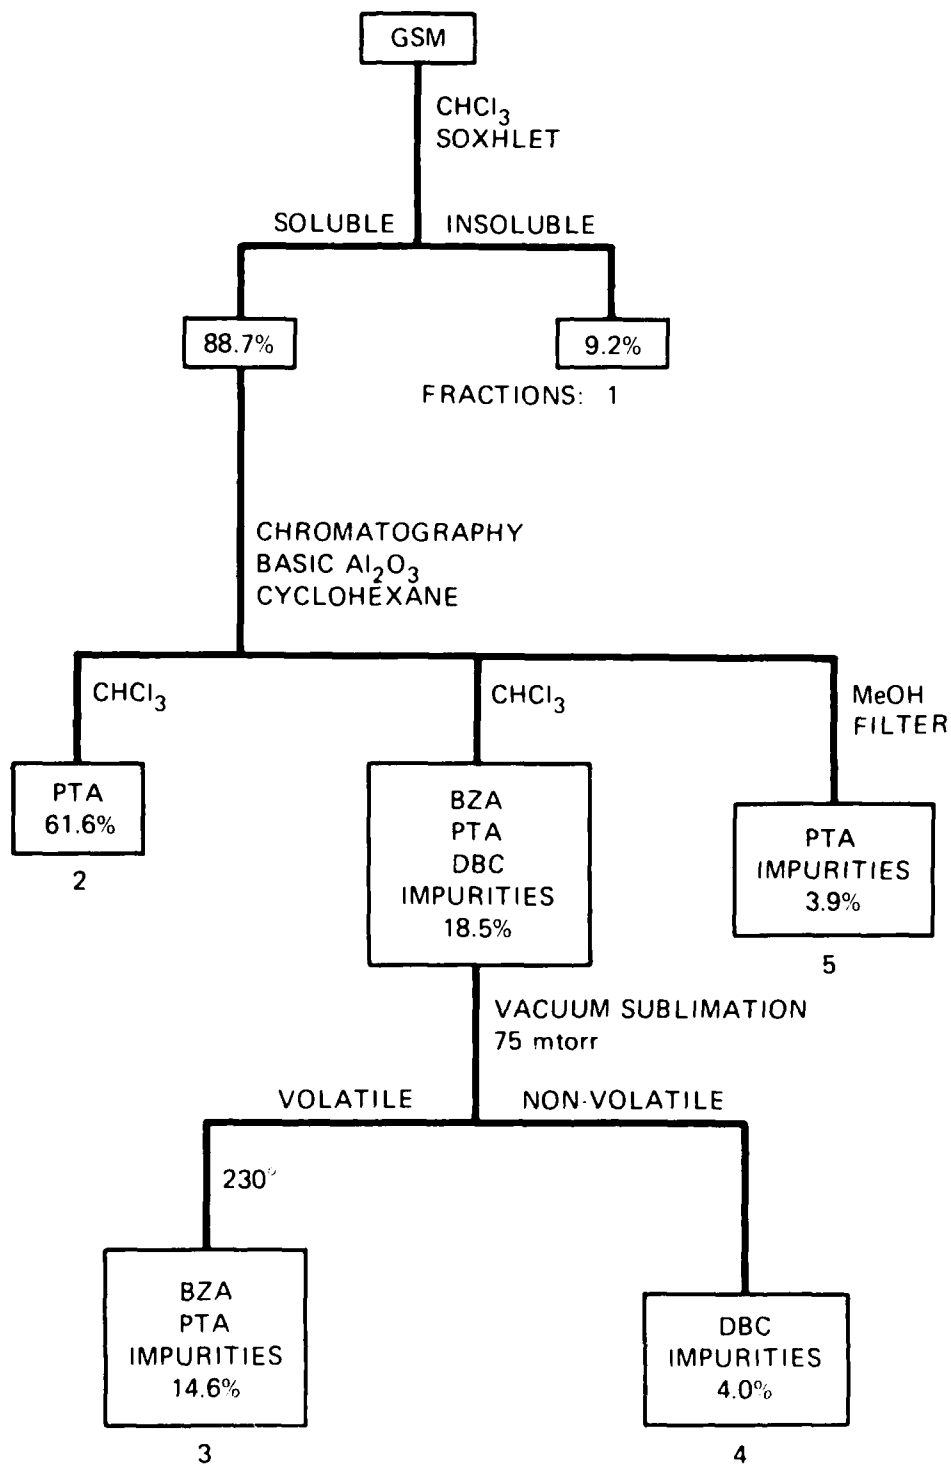 GSM
CHCl₃
SOXHLET
SOLUBLE INSOLUBLE
88.7%
9.2%
FRACTIONS: 1
CHROMATOGRAPHY
BASIC Al₂O₃
CYCLOHEXANE
CHCl₃
CHCl₃
MeOH
FILTER
PTA
61.6%
2
BZA
PTA
DBC
IMPURITIES
18.5%
PTA
IMPURITIES
3.9%
5
VACUUM SUBLIMATION
75 mtorr
VOLATILE NON-VOLATILE
230°
BZA
PTA
IMPURITIES
14.6%
3
DBC
IMPURITIES
4.0%
4